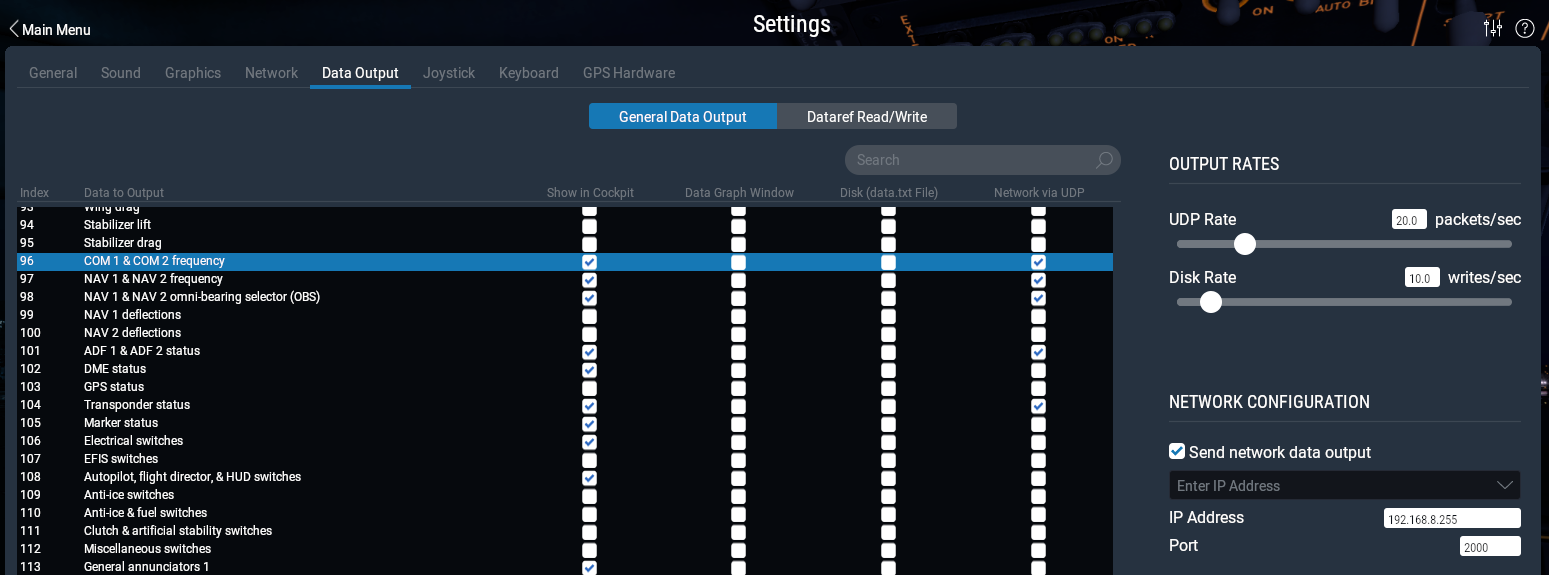 Main Menu
Settings
EXT
ON
AUTO
General Sound Graphics Network Data Output Joystick Keyboard GPS Hardware
General Data Output Dataref Read/Write
Search
Index Data to Output Show in Cockpit Data Graph Window Disk (data.txt File) Network via UDP
93 Wing drag
94 Stabilizer lift
95 Stabilizer drag
96 COM 1 & COM 2 frequency
97 NAV 1 & NAV 2 frequency
98 NAV 1 & NAV 2 omni-bearing selector (OBS)
99 NAV 1 deflections
100 NAV 2 deflections
101 ADF 1 & ADF 2 status
102 DME status
103 GPS status
104 Transponder status
105 Marker status
106 Electrical switches
107 EFIS switches
108 Autopilot, flight director, & HUD switches
109 Anti-ice switches
110 Anti-ice & fuel switches
111 Clutch & artificial stability switches
112 Miscellaneous switches
113 General annunciators 1
OUTPUT RATES
UDP Rate 20.0 packets/sec
Disk Rate 10.0 writes/sec
NETWORK CONFIGURATION
Send network data output
Enter IP Address
IP Address 192.168.8.255
Port 2000